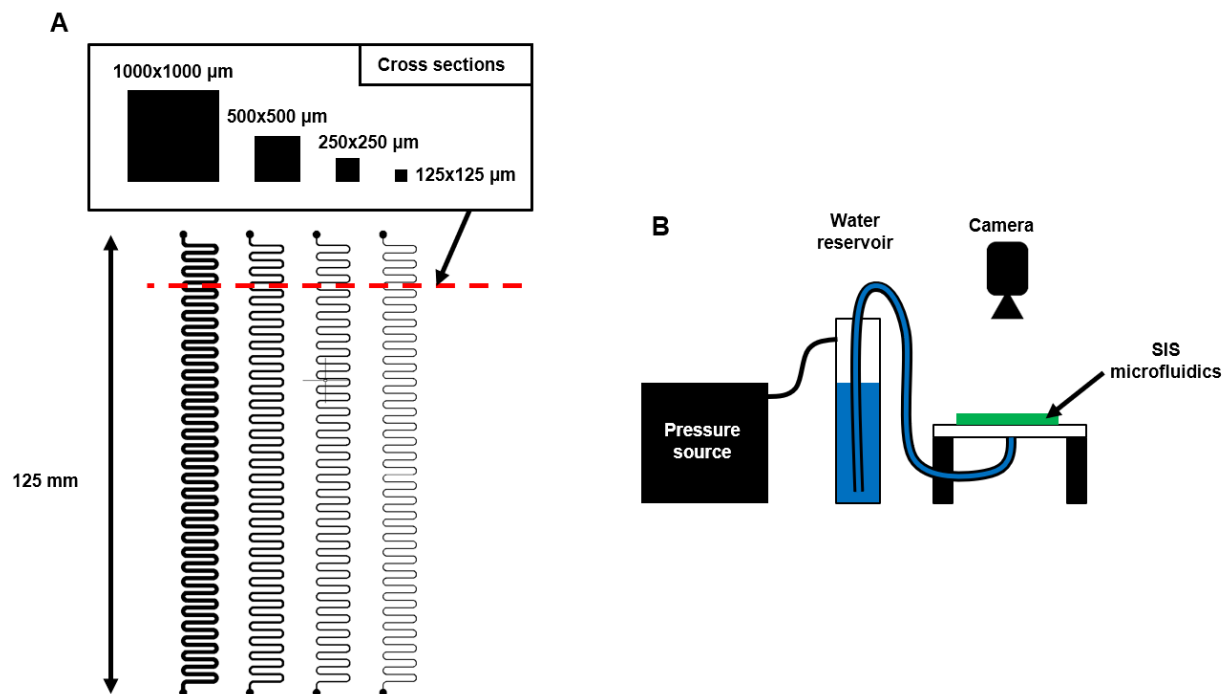 A
Cross sections
1000x1000 µm
500x500 µm
250x250 µm
125x125 µm
125 mm
B
Water
reservoir
Camera
SIS
microfluidics
Pressure
source